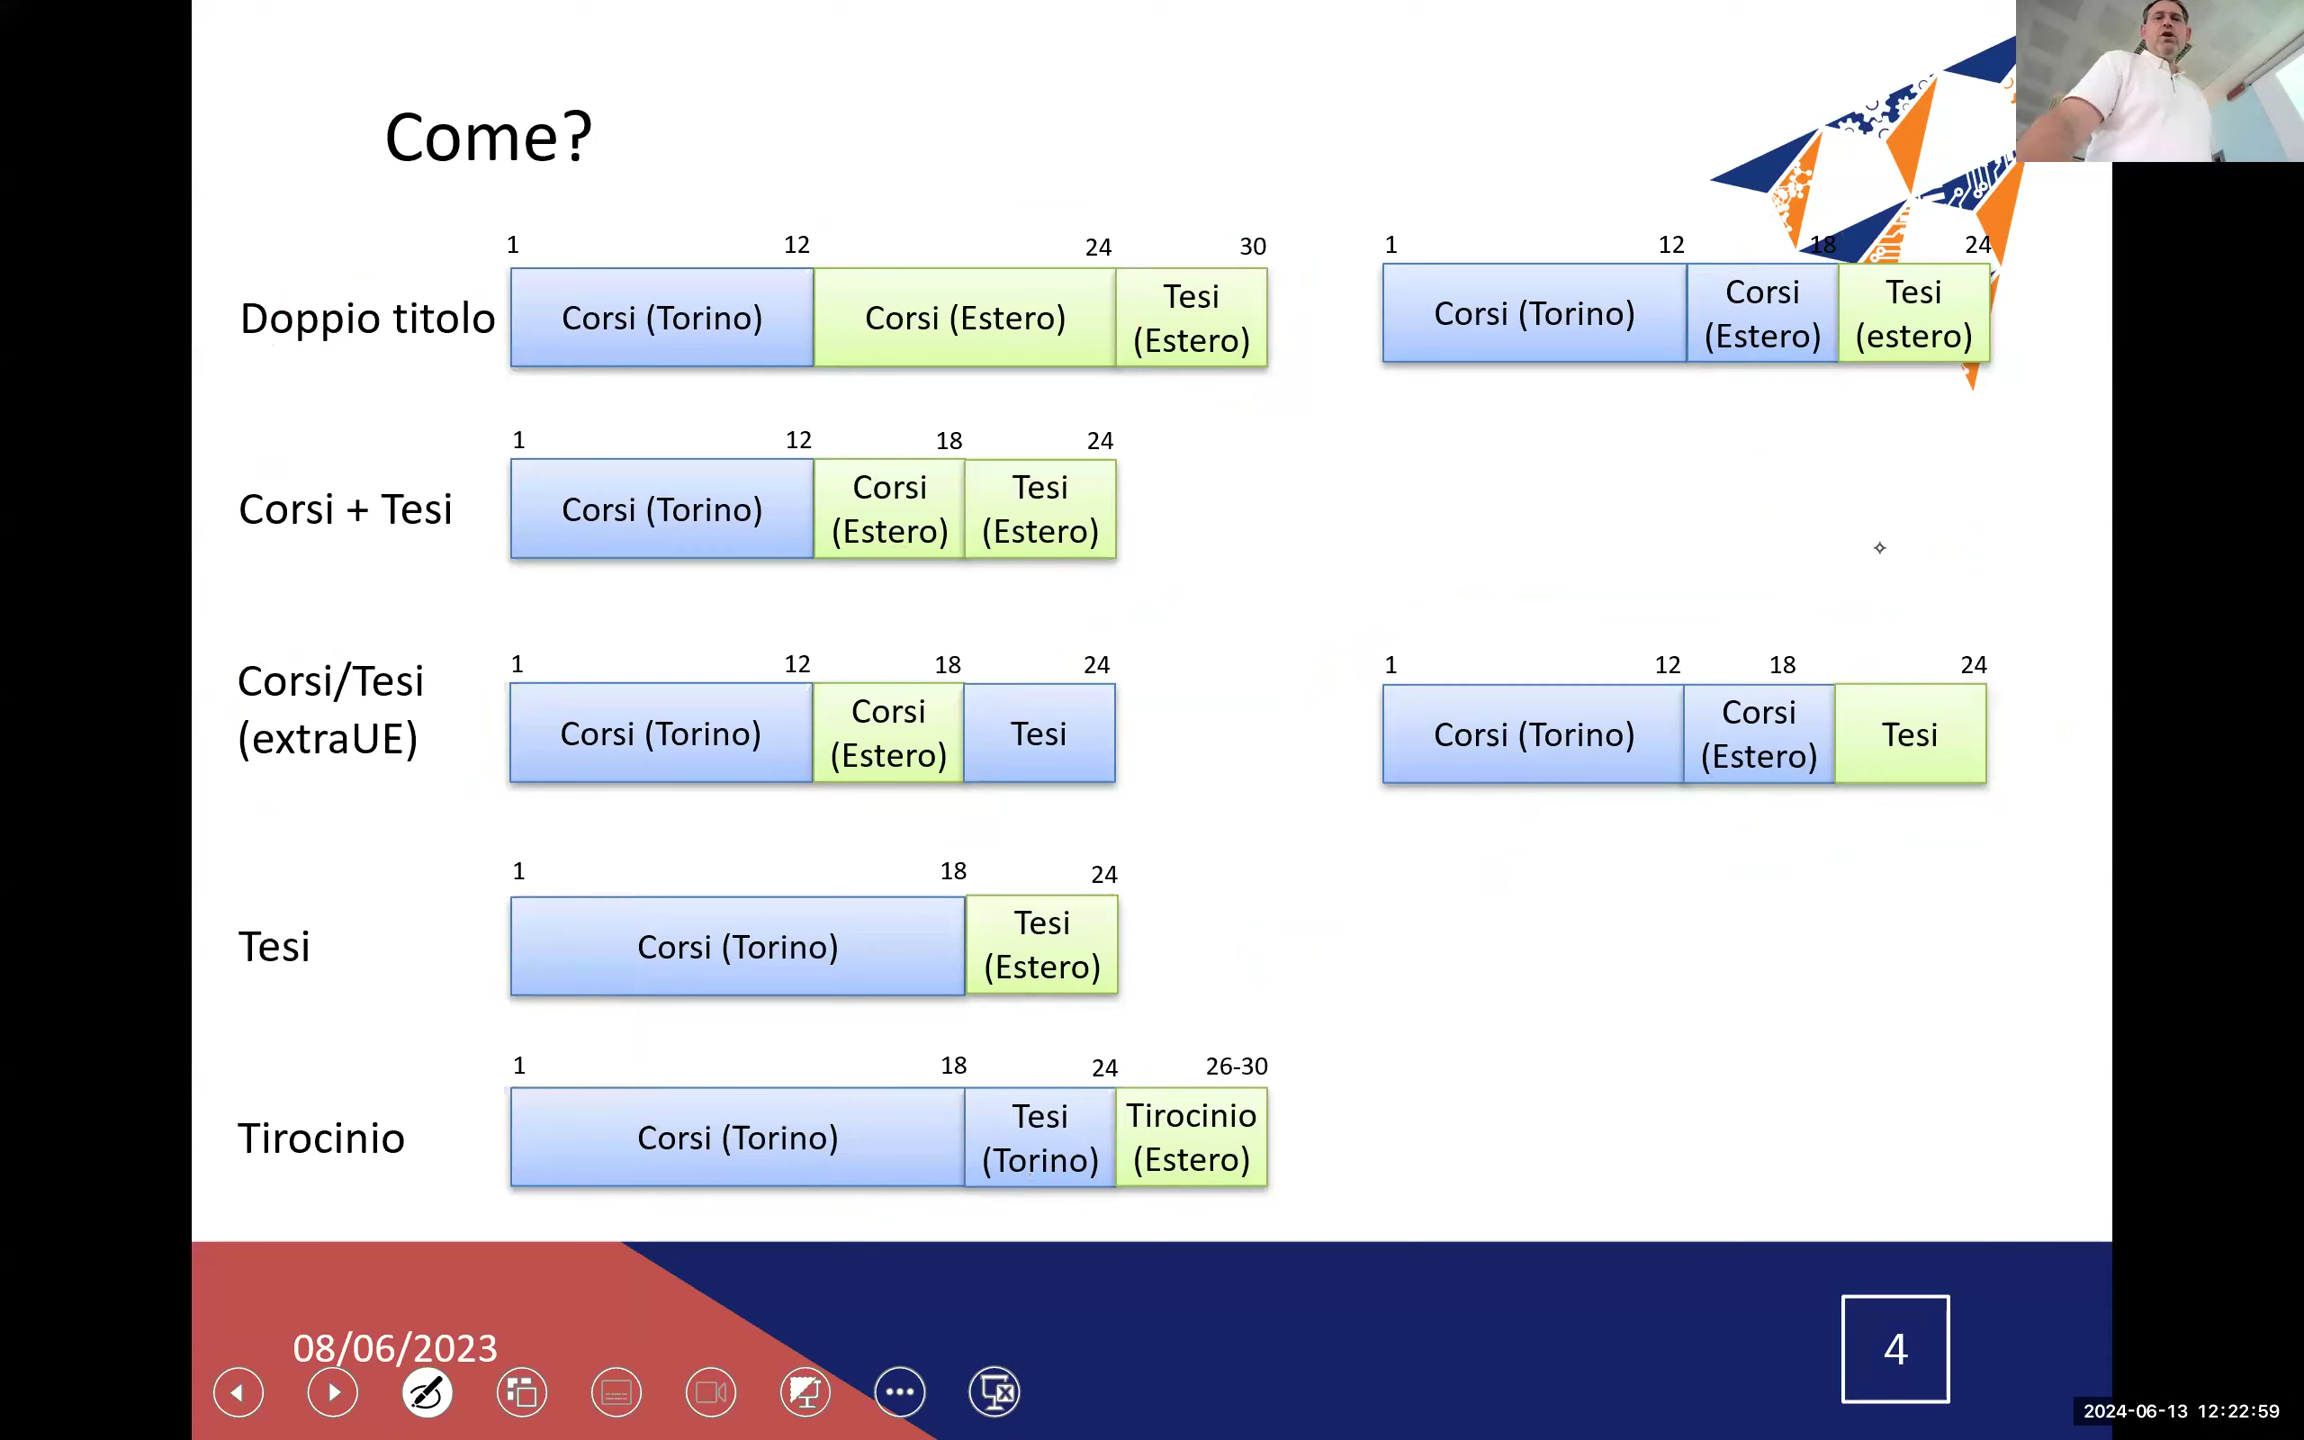 Come?
1 12 24 30
Doppio titolo
Corsi (Torino)
Corsi (Estero)
Tesi
(Estero)
1 12 18 24
Corsi (Torino)
Corsi
(Estero)
Tesi
(estero)
1 12 18 24
Corsi + Tesi
Corsi (Torino)
Corsi
(Estero)
Tesi
(Estero)
1 12 18 24
Corsi/Tesi
(extraUE)
Corsi (Torino)
Corsi
(Estero)
Tesi
1 12 18 24
Corsi (Torino)
Corsi
(Estero)
Tesi
1 18 24
Tesi
Corsi (Torino)
Tesi
(Estero)
1 18 24 26-30
Tirocinio
Corsi (Torino)
Tesi
(Torino)
Tirocinio
(Estero)
08/06/2023
4
2024-06-13 12:22:59